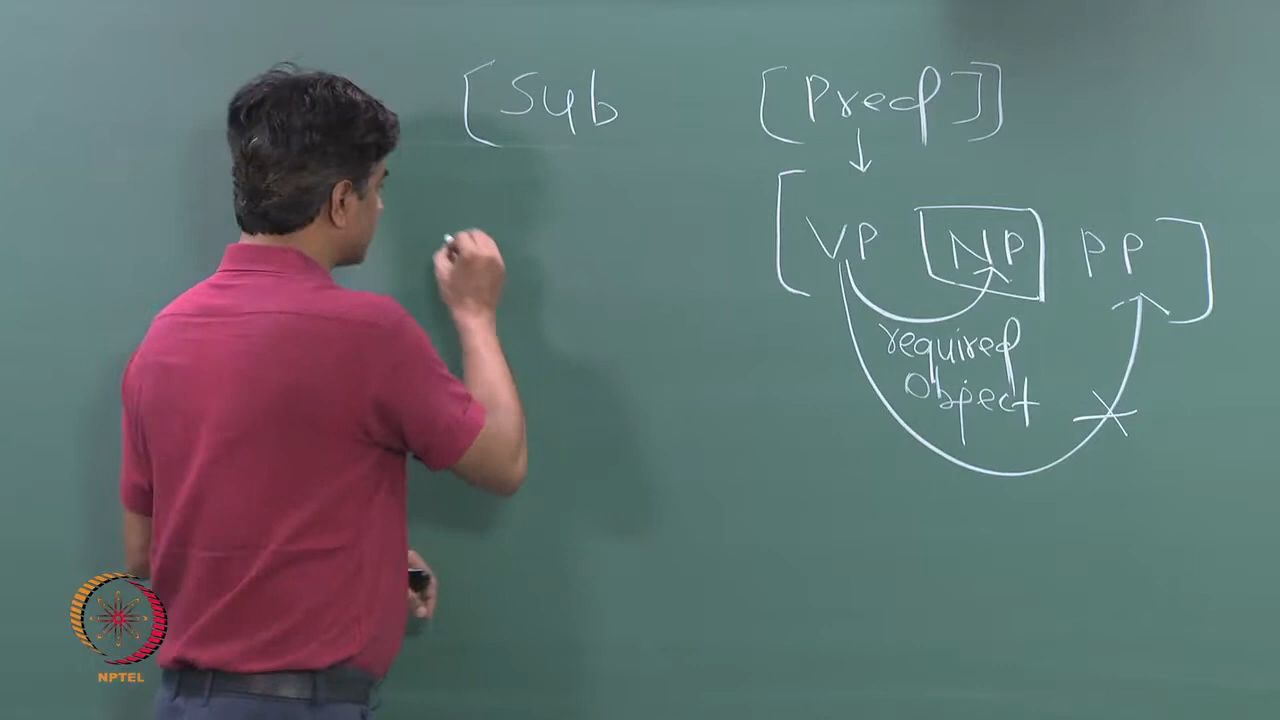 [Sub [Pred]]
[VP NP PP]
required
Object
NPTEL